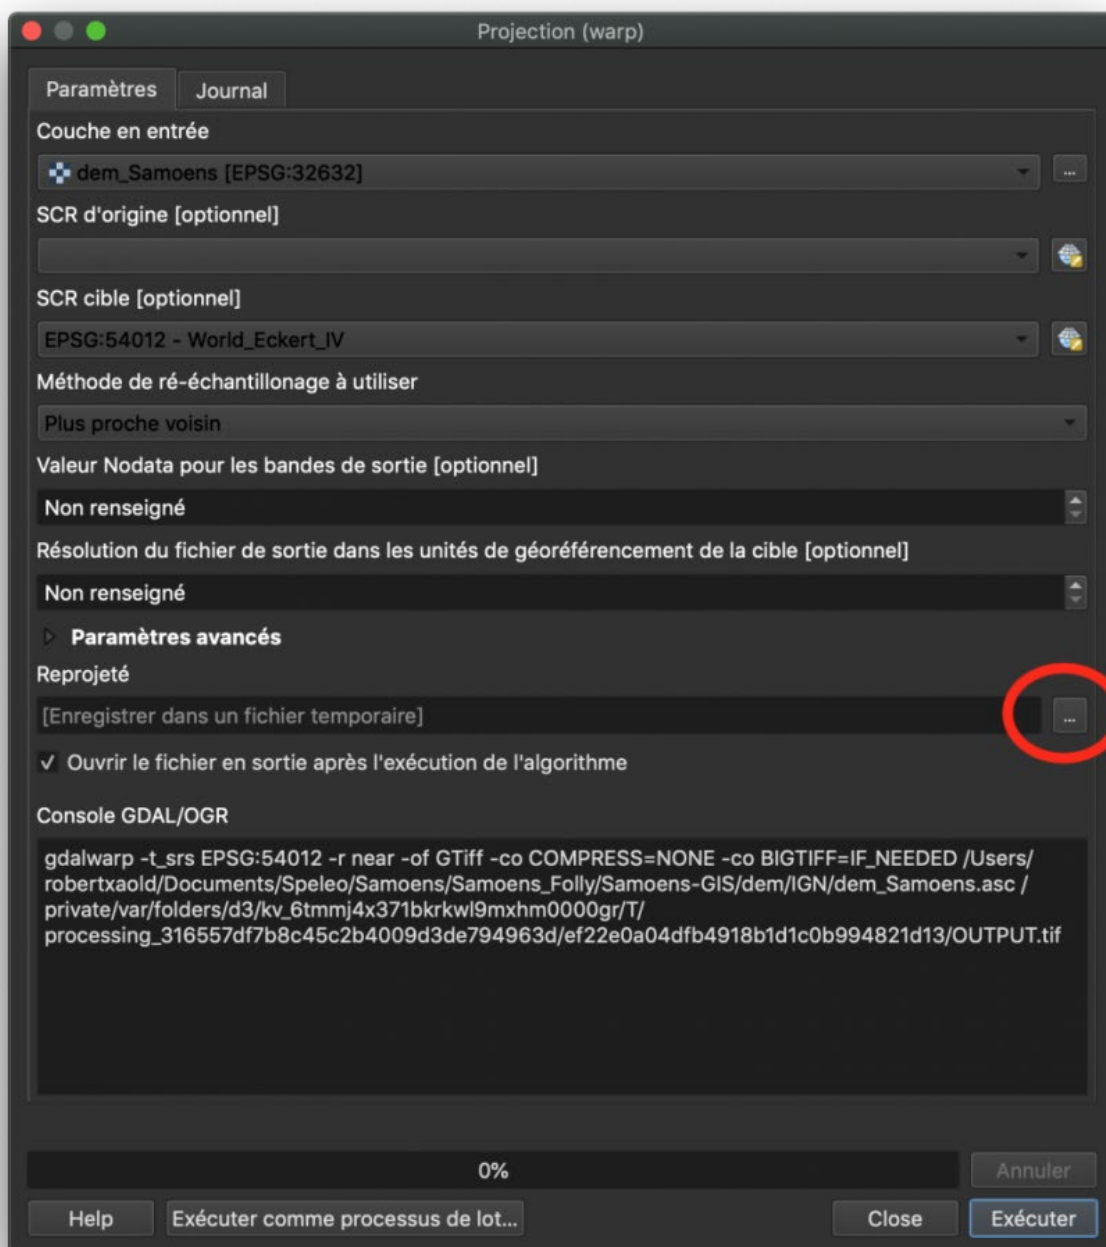 Projection (warp)
Paramètres
Journal
Couche en entrée
dem_Samoens [EPSG:32632]
...
SCR d'origine [optionnel]
SCR cible [optionnel]
EPSG:54012 - World_Eckert_IV
Méthode de ré-échantillonage à utiliser
Plus proche voisin
Valeur Nodata pour les bandes de sortie [optionnel]
Non renseigné
Résolution du fichier de sortie dans les unités de géoréférencement de la cible [optionnel]
Non renseigné
Paramètres avancés
Reprojeté
[Enregistrer dans un fichier temporaire]
...
Ouvrir le fichier en sortie après l'exécution de l'algorithme
Console GDAL/OGR
gdalwarp -t_srs EPSG:54012 -r near -of GTiff -co COMPRESS=NONE -co BIGTIFF=IF_NEEDED /Users/
robertxaold/Documents/Speleo/Samoens/Samoens_Folly/Samoens-GIS/dem/IGN/dem_Samoens.asc /
private/var/folders/d3/kv_6tmmj4x371bkrkwl9mxhm0000gr/T/
processing_316557df7b8c45c2b4009d3de794963d/ef22e0a04dfb4918b1d1c0b994821d13/OUTPUT.tif
0%
Annuler
Help
Exécuter comme processus de lot...
Close
Exécuter